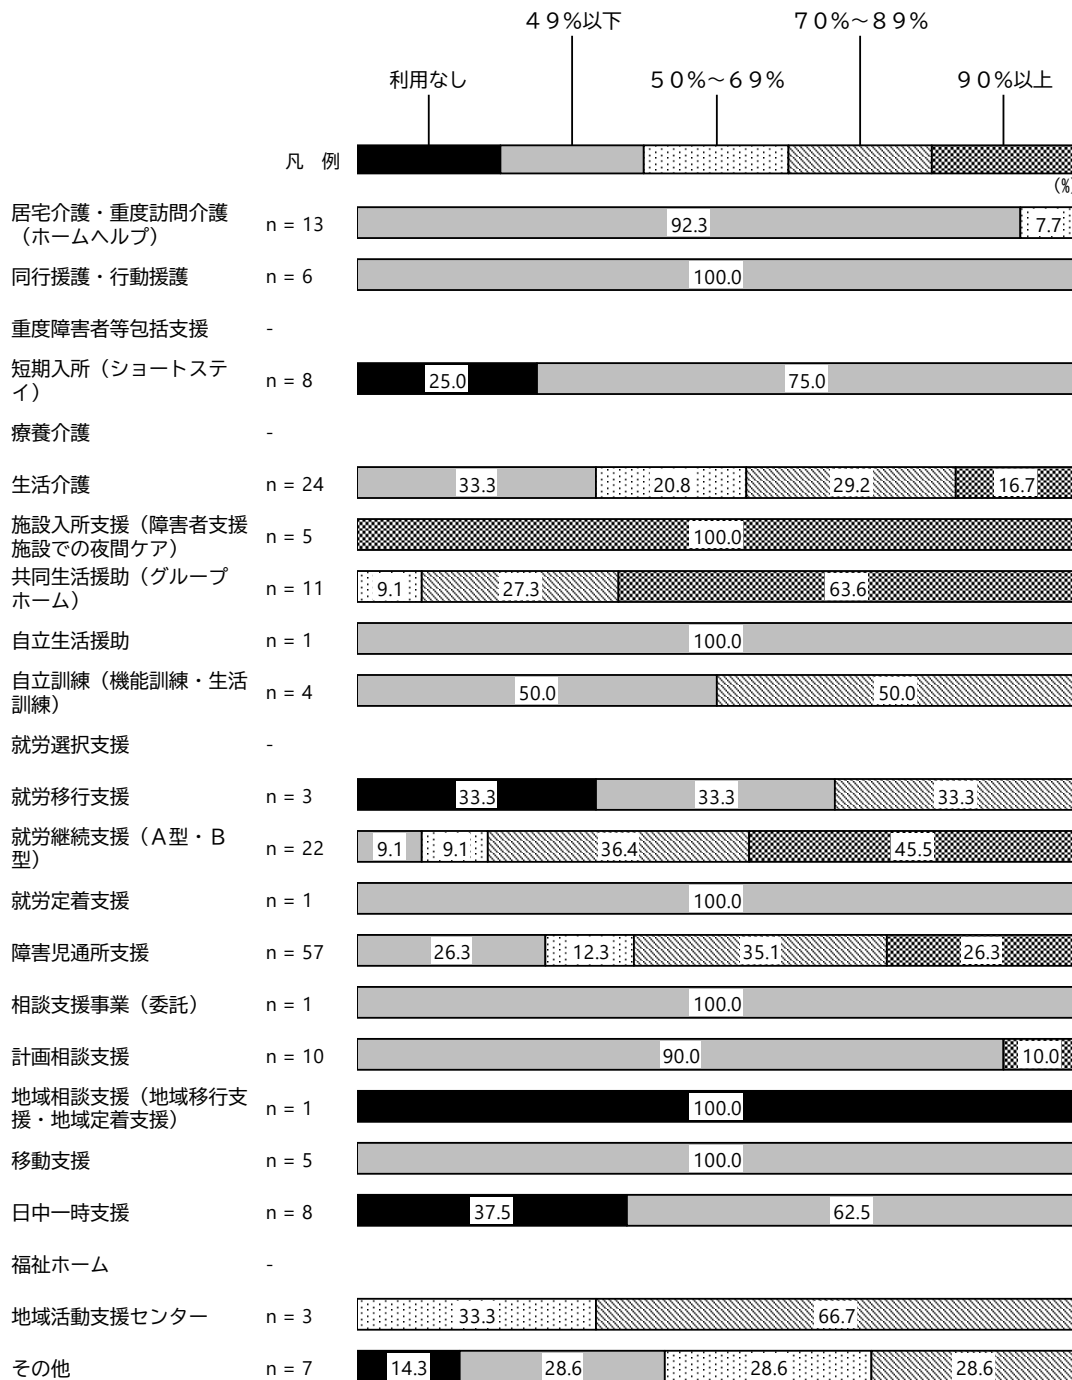 ４９%以下
７０%～８９%
利用なし
５０%～６９%
９０%以上
凡 例
(%)
居宅介護・重度訪問介護
（ホームヘルプ）
n = 13
92.3
7.7
同行援護・行動援護
n = 6
100.0
重度障害者等包括支援
-
短期入所（ショートステ
イ）
n = 8
25.0
75.0
療養介護
-
生活介護
n = 24
33.3
20.8
29.2
16.7
施設入所支援（障害者支援
施設での夜間ケア）
n = 5
100.0
共同生活援助（グループ
ホーム）
n = 11
9.1
27.3
63.6
自立生活援助
n = 1
100.0
自立訓練（機能訓練・生活
訓練）
n = 4
50.0
50.0
就労選択支援
-
就労移行支援
n = 3
33.3
33.3
33.3
就労継続支援（Ａ型・Ｂ
型）
n = 22
9.1
9.1
36.4
45.5
就労定着支援
n = 1
100.0
障害児通所支援
n = 57
26.3
12.3
35.1
26.3
相談支援事業（委託）
n = 1
100.0
計画相談支援
n = 10
90.0
10.0
地域相談支援（地域移行支
援・地域定着支援）
n = 1
100.0
移動支援
n = 5
100.0
日中一時支援
n = 8
37.5
62.5
福祉ホーム
-
地域活動支援センター
n = 3
33.3
66.7
その他
n = 7
14.3
28.6
28.6
28.6